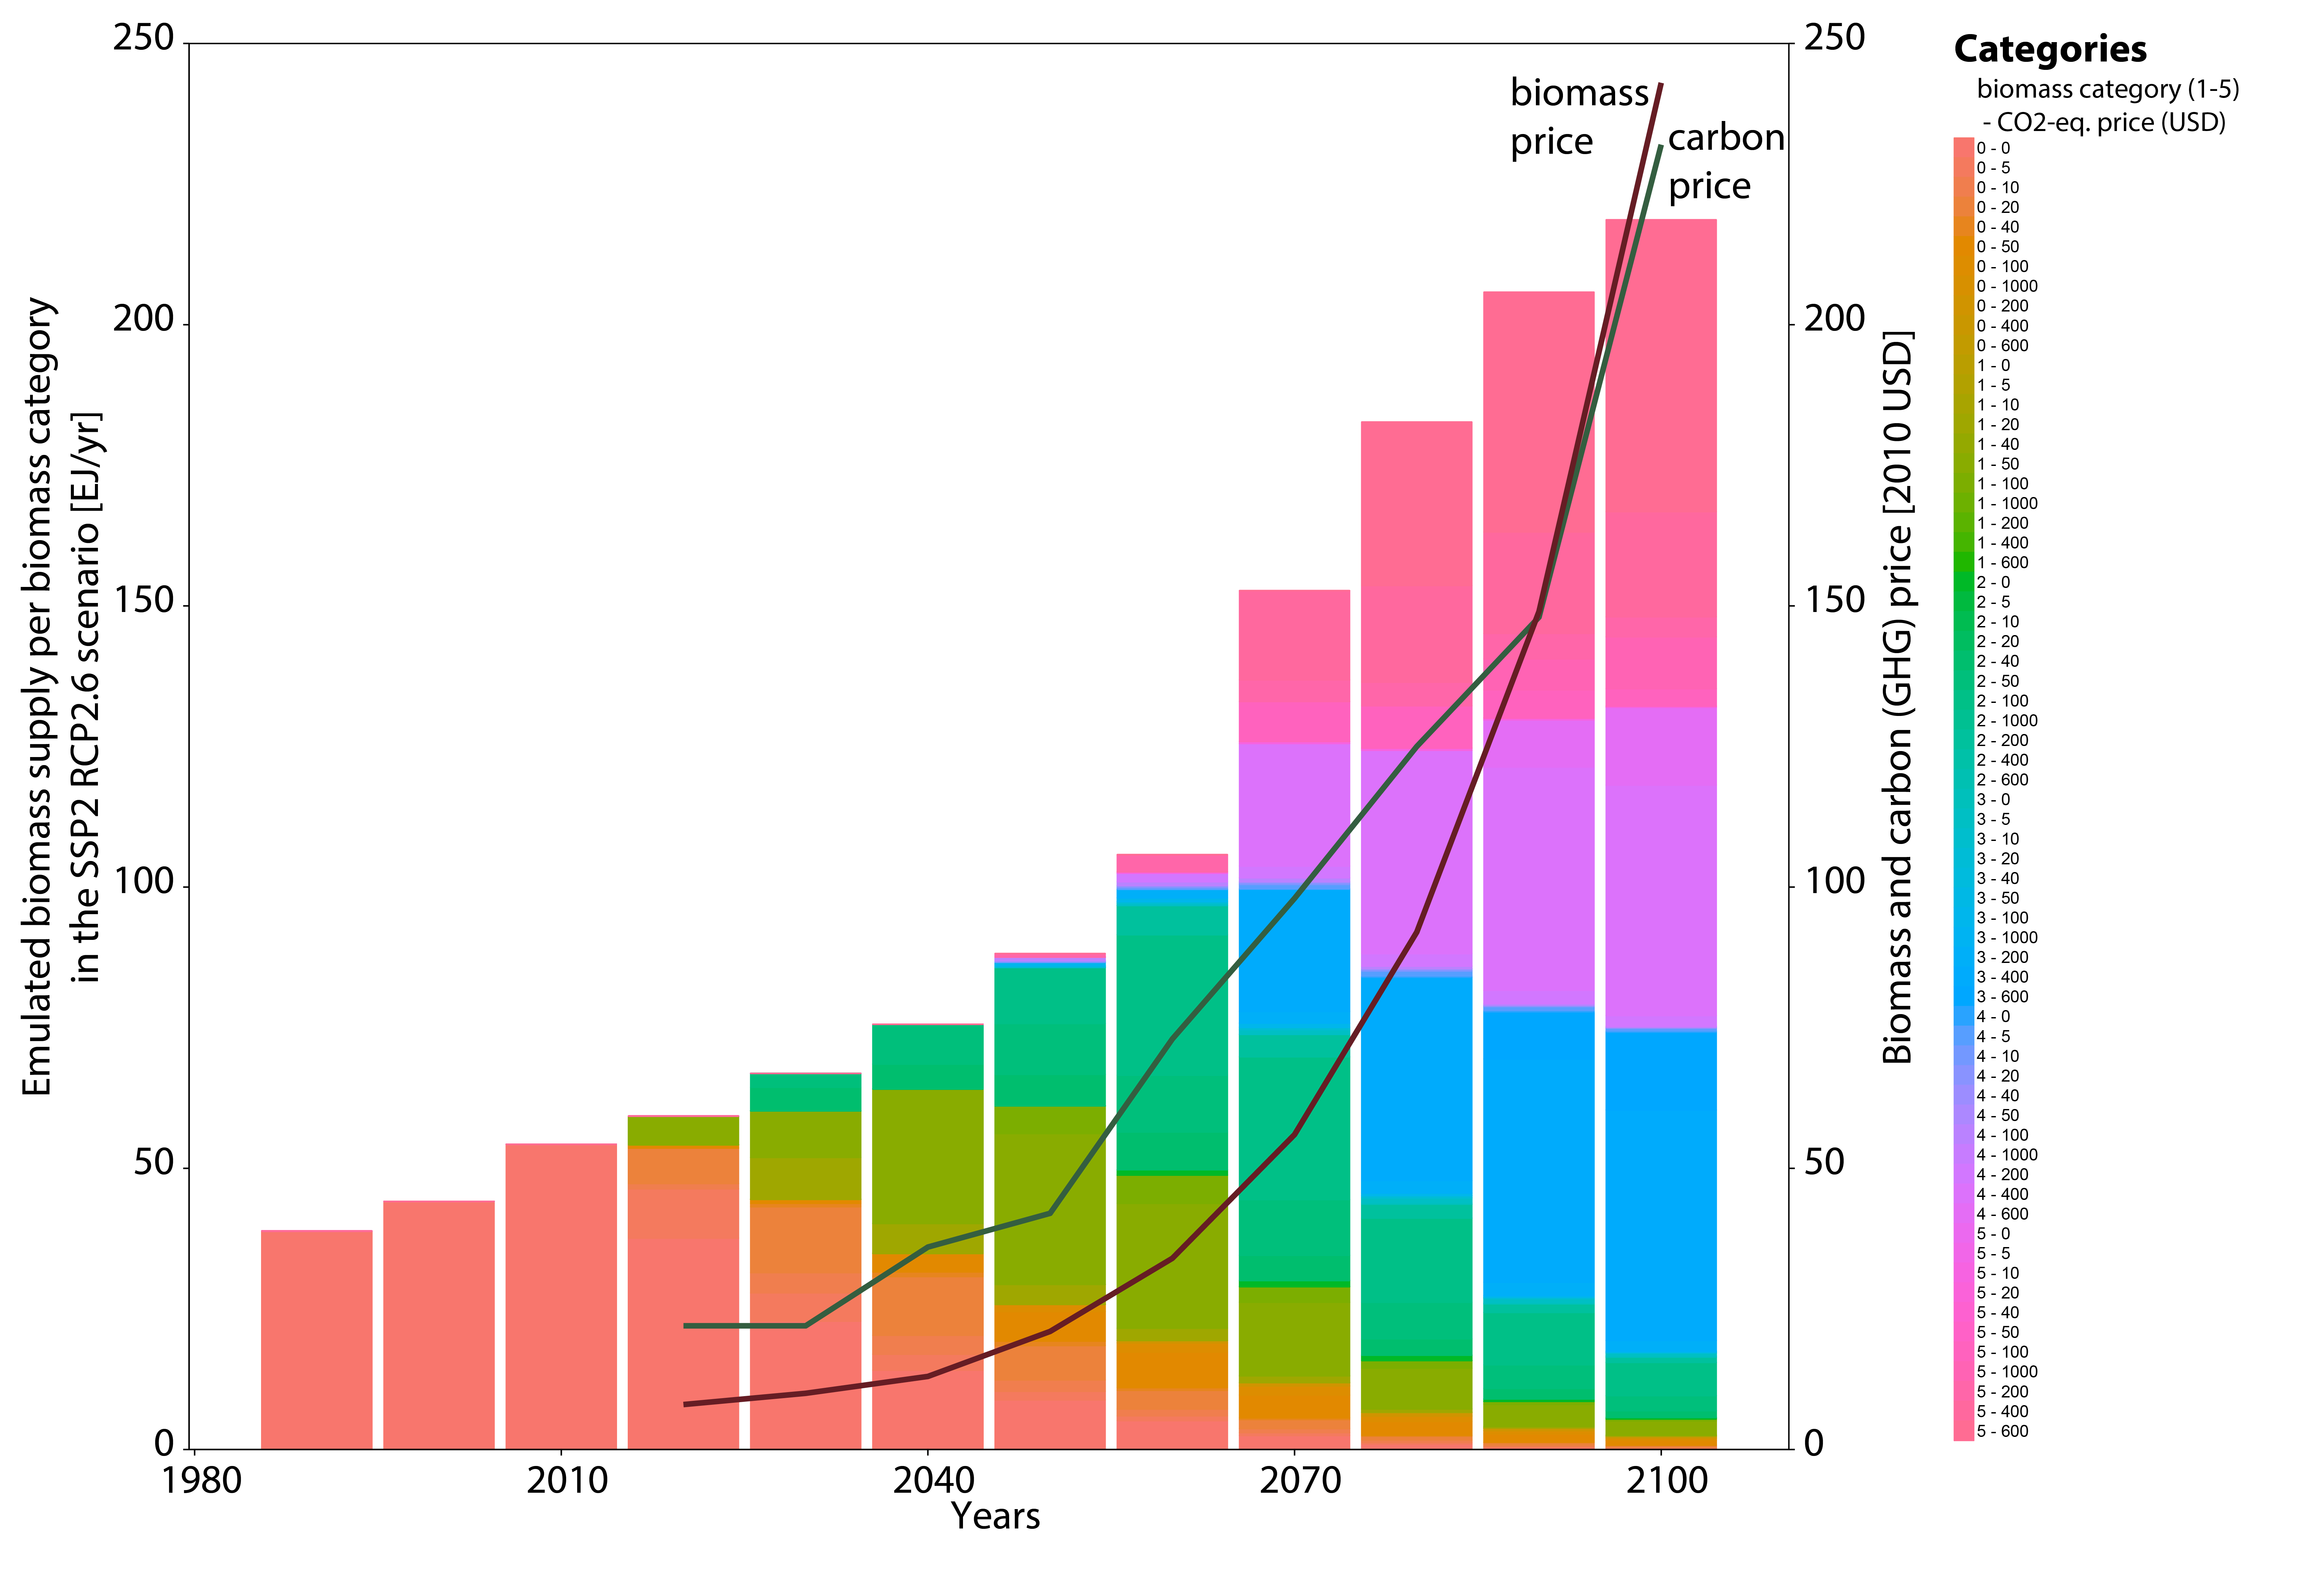 250
200
150
100
50
0
Emulated biomass supply per biomass category
in the SSP2 RCP2.6 scenario [EJ/yr]
1980
2010
2040
2070
2100
Years
biomass
price
carbon
price
250
200
150
100
50
0
Biomass and carbon (GHG) price [2010 USD]
Categories
biomass category (1-5)
- CO2-eq. price (USD)
0 - 0
0 - 5
0 - 10
0 - 20
0 - 40
0 - 50
0 - 100
0 - 1000
0 - 200
0 - 400
0 - 600
1 - 0
1 - 5
1 - 10
1 - 20
1 - 40
1 - 50
1 - 100
1 - 1000
1 - 200
1 - 400
1 - 600
2 - 0
2 - 5
2 - 10
2 - 20
2 - 40
2 - 50
2 - 100
2 - 1000
2 - 200
2 - 400
2 - 600
3 - 0
3 - 5
3 - 10
3 - 20
3 - 40
3 - 50
3 - 100
3 - 1000
3 - 200
3 - 400
3 - 600
4 - 0
4 - 5
4 - 10
4 - 20
4 - 40
4 - 50
4 - 100
4 - 1000
4 - 200
4 - 400
4 - 600
5 - 0
5 - 5
5 - 10
5 - 20
5 - 40
5 - 50
5 - 100
5 - 1000
5 - 200
5 - 400
5 - 600